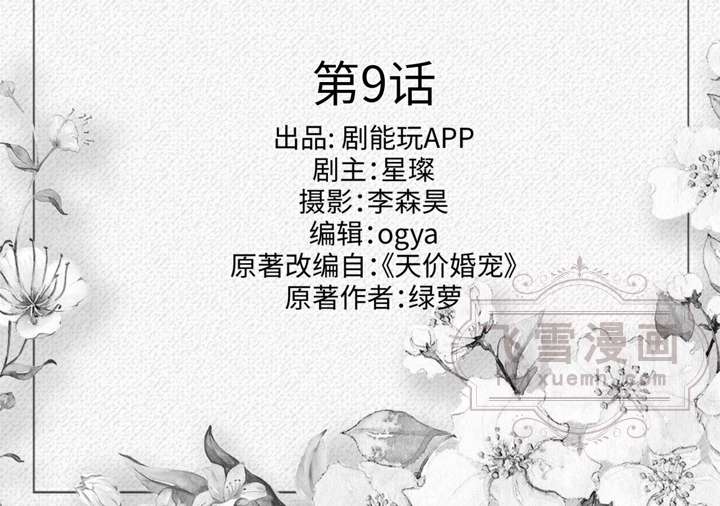 第9话
出品: 剧能玩APP
剧主：星璨
摄影：李森昊
编辑：ogya
原著改编自：《天价婚宠》
原著作者：绿萝
飞雪漫画